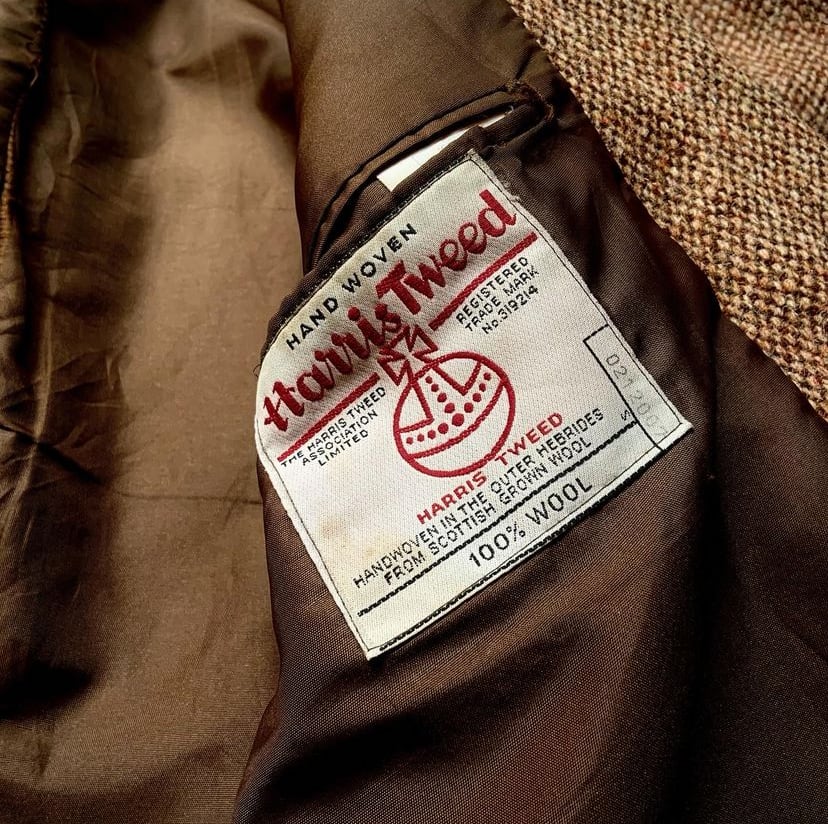 HAND WOVEN
Harris Tweed
REGISTERED
TRADE MARK
No.319214
THE HARRIS TWEED
ASSOCIATION
LIMITED
HARRIS TWEED
HANDWOVEN IN THE OUTER HEBRIDES
FROM SCOTTISH GROWN WOOL
100% WOOL